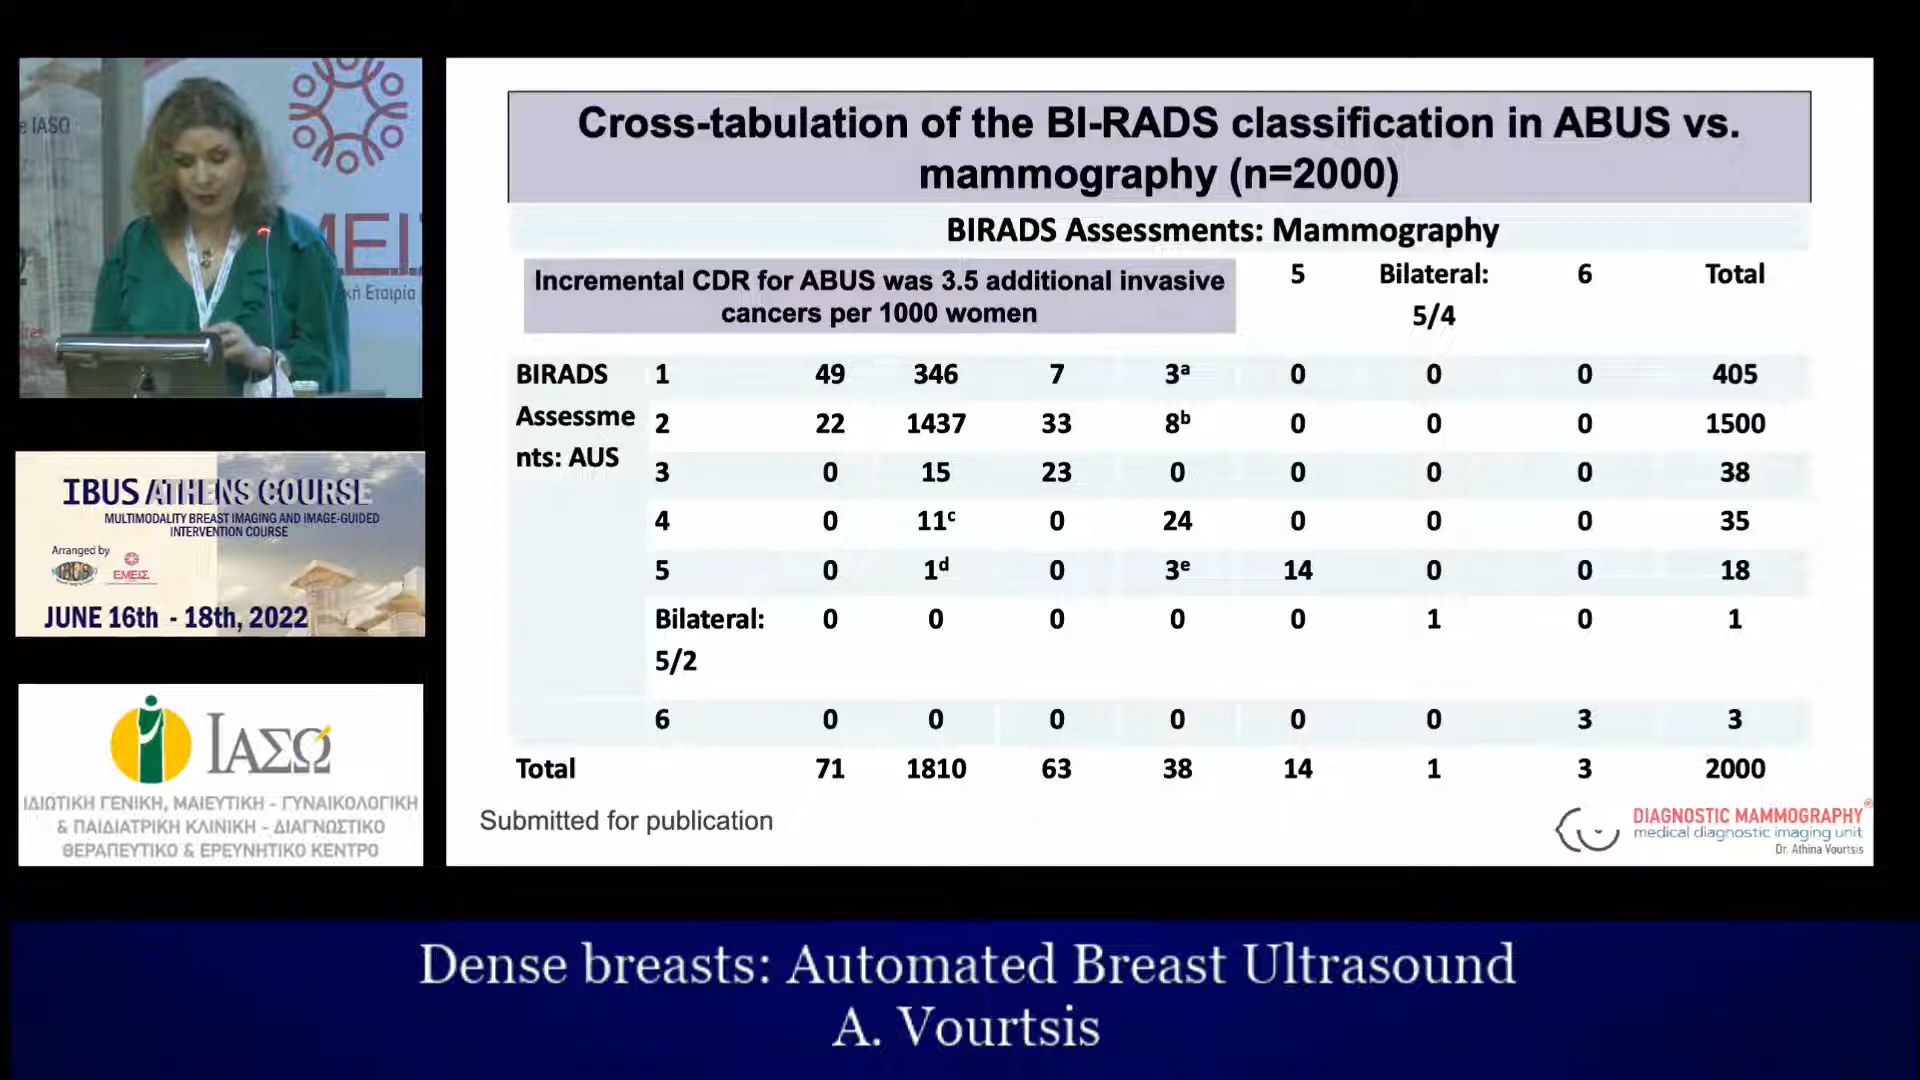 e IASO
ΜΕΙΣ
κή Εταιρία
IBUS ATHENS COURSE
MULTIMODALITY BREAST IMAGING AND IMAGE-GUIDED
INTERVENTION COURSE
Arranged by
IBUS
ΕΜΕΙΣ
JUNE 16th - 18th, 2022
ΙΑΣΩ
ΙΔΙΩΤΙΚΗ ΓΕΝΙΚΗ, ΜΑΙΕΥΤΙΚΗ - ΓΥΝΑΙΚΟΛΟΓΙΚΗ
& ΠΑΙΔΙΑΤΡΙΚΗ ΚΛΙΝΙΚΗ - ΔΙΑΓΝΩΣΤΙΚΟ
ΘΕΡΑΠΕΥΤΙΚΟ & ΕΡΕΥΝΗΤΙΚΟ ΚΕΝΤΡΟ
Cross-tabulation of the BI-RADS classification in ABUS vs.
mammography (n=2000)
BIRADS Assessments: Mammography
Incremental CDR for ABUS was 3.5 additional invasive
cancers per 1000 women
5 Bilateral: 6 Total
5/4
BIRADS 1 49 346 7 3ᵃ 0 0 0 405
Assessme 2 22 1437 33 8ᵇ 0 0 0 1500
nts: AUS
3 0 15 23 0 0 0 0 38
4 0 11ᶜ 0 24 0 0 0 35
5 0 1ᵈ 0 3ᵉ 14 0 0 18
Bilateral: 0 0 0 0 0 1 0 1
5/2
6 0 0 0 0 0 0 3 3
Total 71 1810 63 38 14 1 3 2000
Submitted for publication
DIAGNOSTIC MAMMOGRAPHY®
medical diagnostic imaging unit
Dr. Athina Vourtsis
Dense breasts: Automated Breast Ultrasound
A. Vourtsis